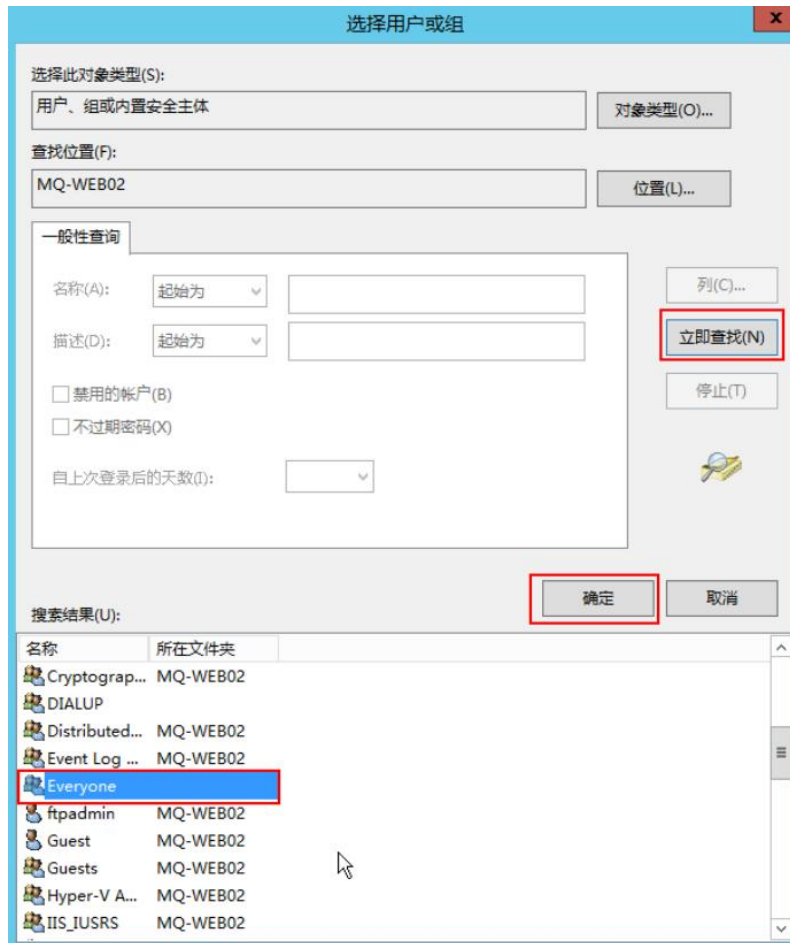 选择用户或组
x
选择此对象类型(S):
用户、组或内置安全主体
对象类型(O)...
查找位置(F):
MQ-WEB02
位置(L)...
一般性查询
名称(A): 起始为
列(C)...
描述(D): 起始为
立即查找(N)
禁用的帐户(B)
停止(T)
不过期密码(X)
自上次登录后的天数(I):
确定 取消
搜索结果(U):
名称 所在文件夹
Cryptograp... MQ-WEB02
DIALUP
Distributed... MQ-WEB02
Event Log ... MQ-WEB02
Everyone
ftpadmin MQ-WEB02
Guest MQ-WEB02
Guests MQ-WEB02
Hyper-V A... MQ-WEB02
IIS_IUSRS MQ-WEB02